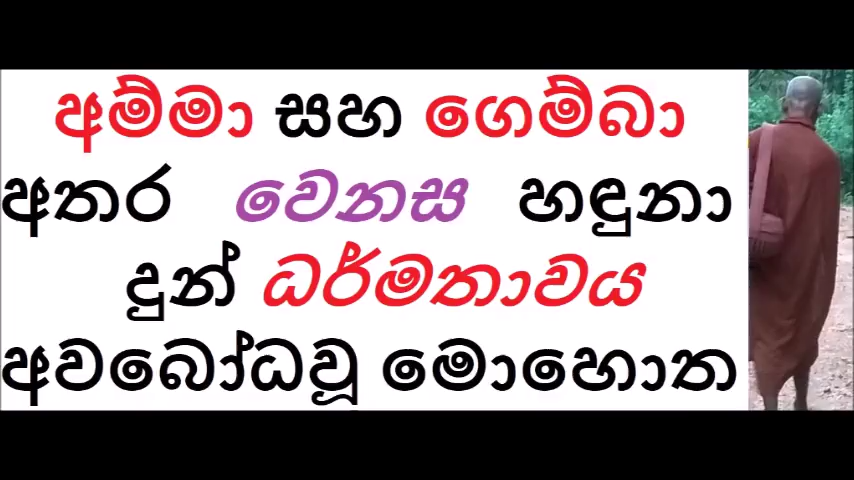 අම්මා සහ ගෙම්බා
අතර වෙනස හඳුනා
දුන් ධර්මතාවය
අවබෝධවූ මොහොත